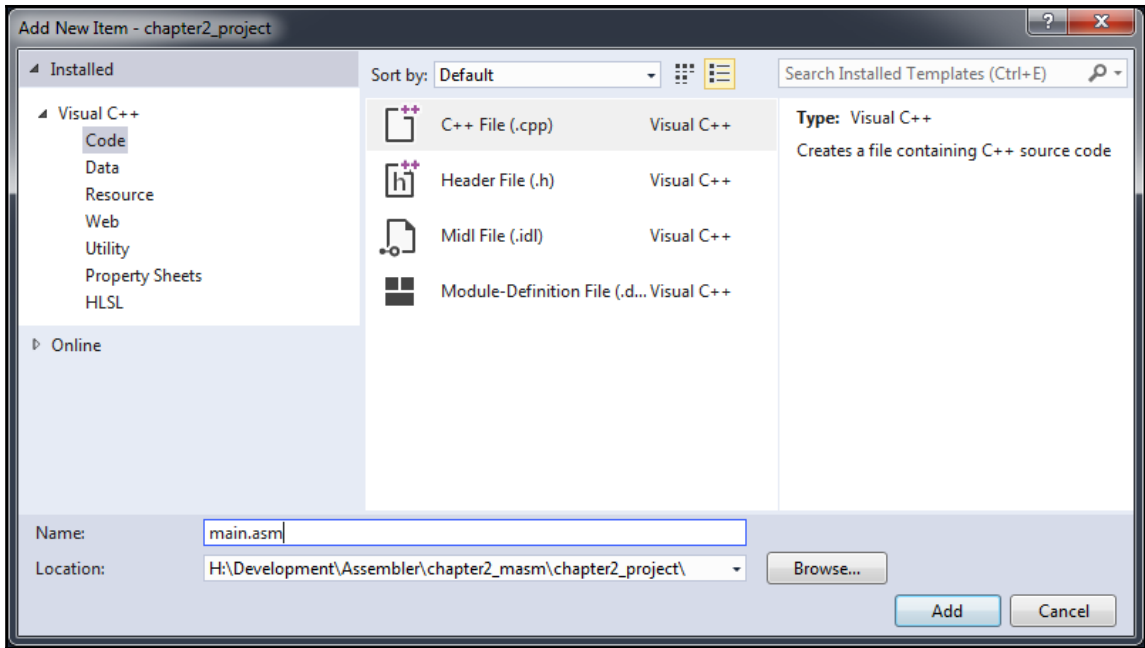 Add New Item - chapter2_project
?
X
Installed
Sort by: Default
Search Installed Templates (Ctrl+E)
Visual C++
Code
Data
Resource
Web
Utility
Property Sheets
HLSL
Online
C++ File (.cpp) Visual C++
Header File (.h) Visual C++
Midl File (.idl) Visual C++
Module-Definition File (.d... Visual C++
Type: Visual C++
Creates a file containing C++ source code
Name: main.asm
Location: H:\Development\Assembler\chapter2_masm\chapter2_project\ Browse...
Add Cancel